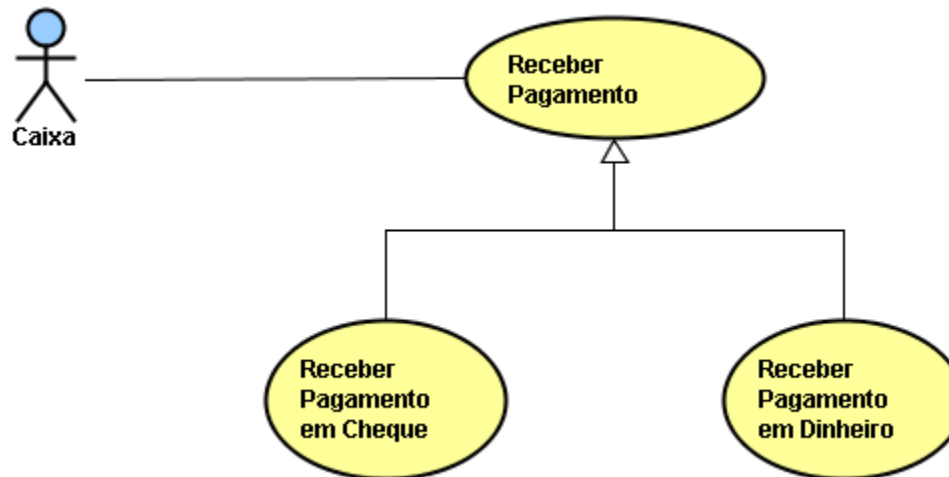 Receber
Pagamento
Caixa
Receber
Pagamento
em Cheque
Receber
Pagamento
em Dinheiro